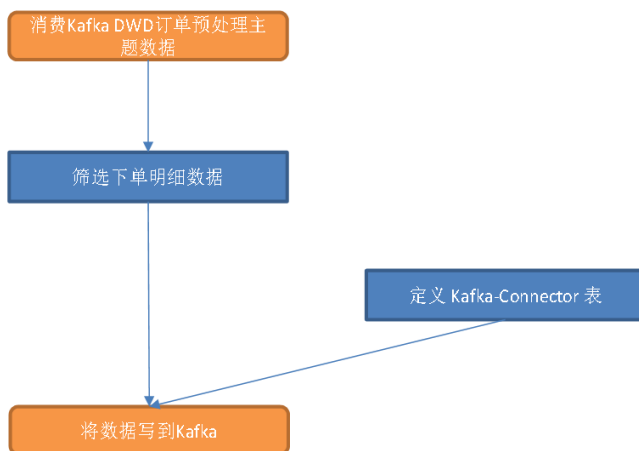 消费Kafka DWD订单预处理主
题数据
筛选下单明细数据
定义 Kafka-Connector 表
将数据写到Kafka